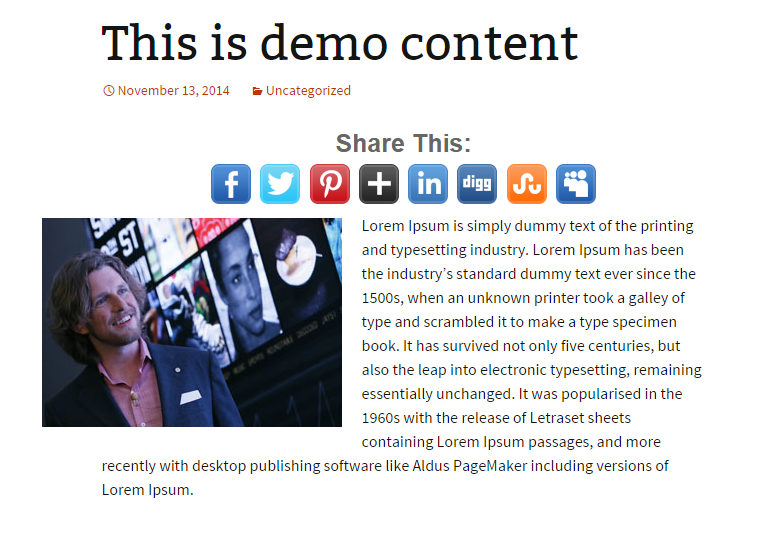 This is demo content
November 13, 2014 Uncategorized
Share This:
digg
Lorem Ipsum is simply dummy text of the printing
and typesetting industry. Lorem Ipsum has been
the industry’s standard dummy text ever since the
1500s, when an unknown printer took a galley of
type and scrambled it to make a type specimen
book. It has survived not only five centuries, but
also the leap into electronic typesetting, remaining
essentially unchanged. It was popularised in the
1960s with the release of Letraset sheets
containing Lorem Ipsum passages, and more
recently with desktop publishing software like Aldus PageMaker including versions of
Lorem Ipsum.